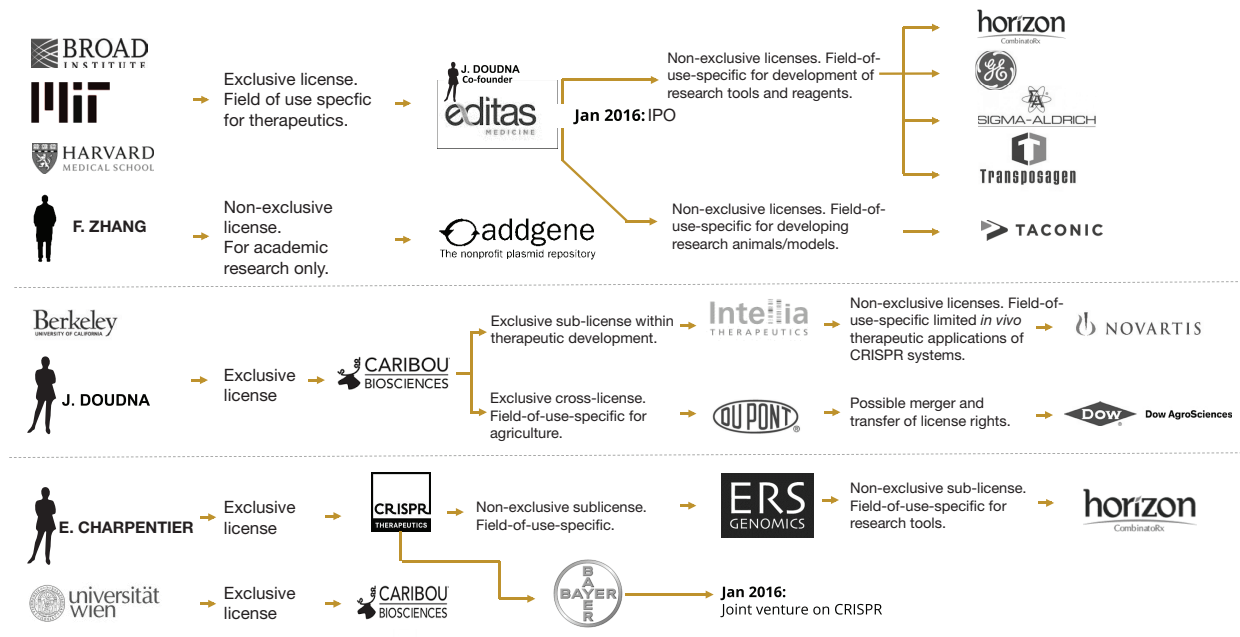 BROAD
INSTITUTE
MIT
HARVARD
MEDICAL SCHOOL
F. ZHANG
Exclusive license.
Field of use specfic
for therapeutics.
Non-exclusive
license.
For academic
research only.
J. DOUDNA
Co-founder
editas
MEDICINE
Jan 2016: IPO
addgene
The nonprofit plasmid repository
Non-exclusive licenses. Field-of-
use-specific for development of
research tools and reagents.
Non-exclusive licenses. Field-of-
use-specific for developing
research animals/models.
horizon
CombinatoRx
GE
SIGMA-ALDRICH
Transposagen
TACONIC
Berkeley
UNIVERSITY OF CALIFORNIA
J. DOUDNA
Exclusive
license
CARIBOU
BIOSCIENCES
Exclusive sub-license within
therapeutic development.
Intellia
THERAPEUTICS
Non-exclusive licenses. Field-of-
use-specific limited in vivo
therapeutic applications of
CRISPR systems.
NOVARTIS
Exclusive cross-license.
Field-of-use-specific for
agriculture.
DUPONT
Possible merger and
transfer of license rights.
DOW
Dow AgroSciences
E. CHARPENTIER
Exclusive
license
CRISPR
THERAPEUTICS
Non-exclusive sublicense.
Field-of-use-specific.
ERS
GENOMICS
Non-exclusive sub-license.
Field-of-use-specific for
research tools.
horizon
CombinatoRx
universität
wien
Exclusive
license
CARIBOU
BIOSCIENCES
BAYER
BAYER
Jan 2016:
Joint venture on CRISPR